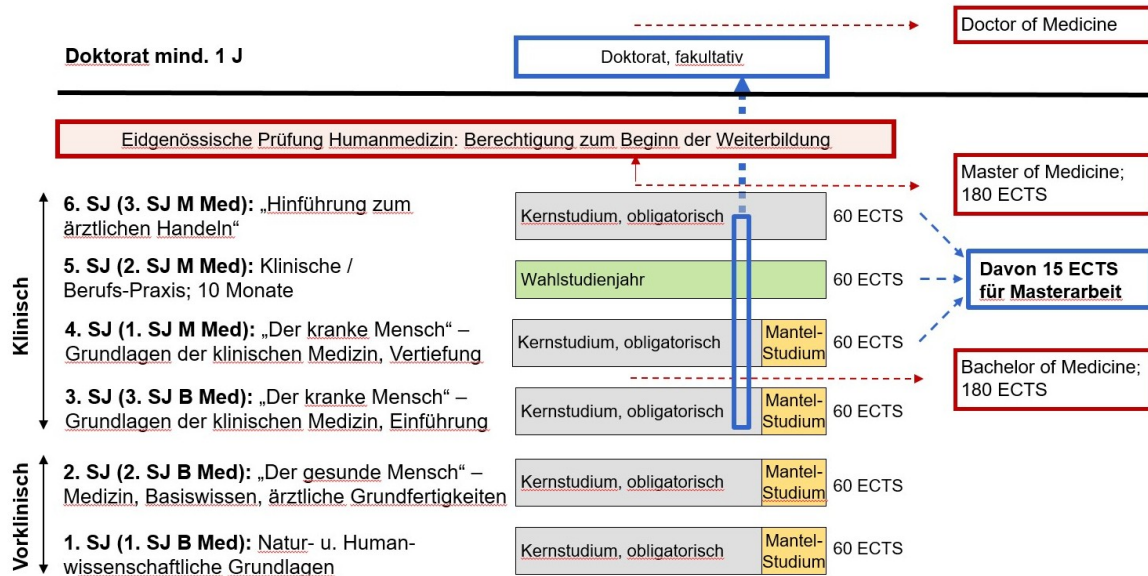 Doctor of Medicine
Doktorat mind. 1 J
Doktorat, fakultativ
Eidgenössische Prüfung Humanmedizin: Berechtigung zum Beginn der Weiterbildung
Master of Medicine;
180 ECTS
Klinisch
6. SJ (3. SJ M Med): „Hinführung zum
ärztlichen Handeln“
Kernstudium, obligatorisch
60 ECTS
5. SJ (2. SJ M Med): Klinische /
Berufs-Praxis; 10 Monate
Wahlstudienjahr
60 ECTS
Davon 15 ECTS
für Masterarbeit
4. SJ (1. SJ M Med): „Der kranke Mensch“ –
Grundlagen der klinischen Medizin, Vertiefung
Kernstudium, obligatorisch
Mantel-
Studium
60 ECTS
Bachelor of Medicine;
180 ECTS
3. SJ (3. SJ B Med): „Der kranke Mensch“ –
Grundlagen der klinischen Medizin, Einführung
Kernstudium, obligatorisch
Mantel-
Studium
60 ECTS
Vorklinisch
2. SJ (2. SJ B Med): „Der gesunde Mensch“ –
Medizin, Basiswissen, ärztliche Grundfertigkeiten
Kernstudium, obligatorisch
Mantel-
Studium
60 ECTS
1. SJ (1. SJ B Med): Natur- u. Human-
wissenschaftliche Grundlagen
Kernstudium, obligatorisch
Mantel-
Studium
60 ECTS